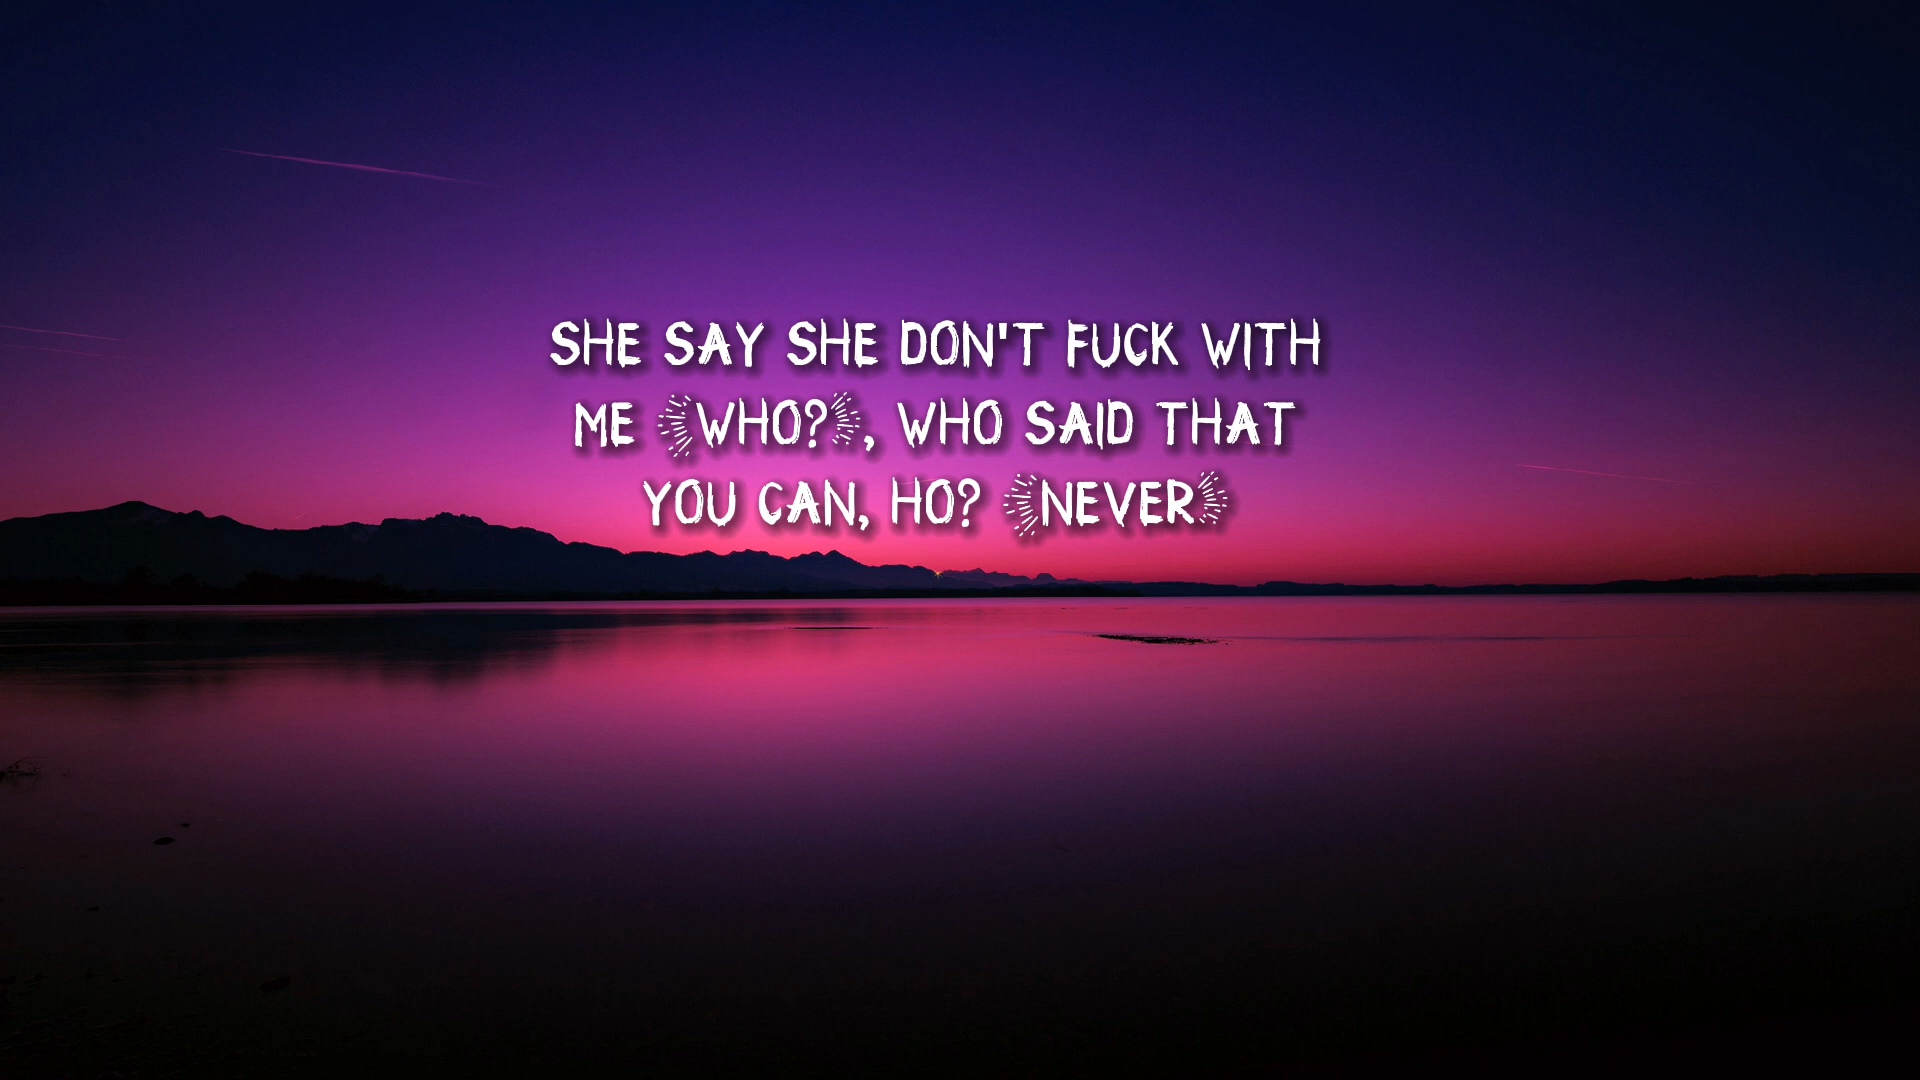 SHE SAY SHE DON'T FUCK WITH
ME (WHO?), WHO SAID THAT
YOU CAN, HO? (NEVER)